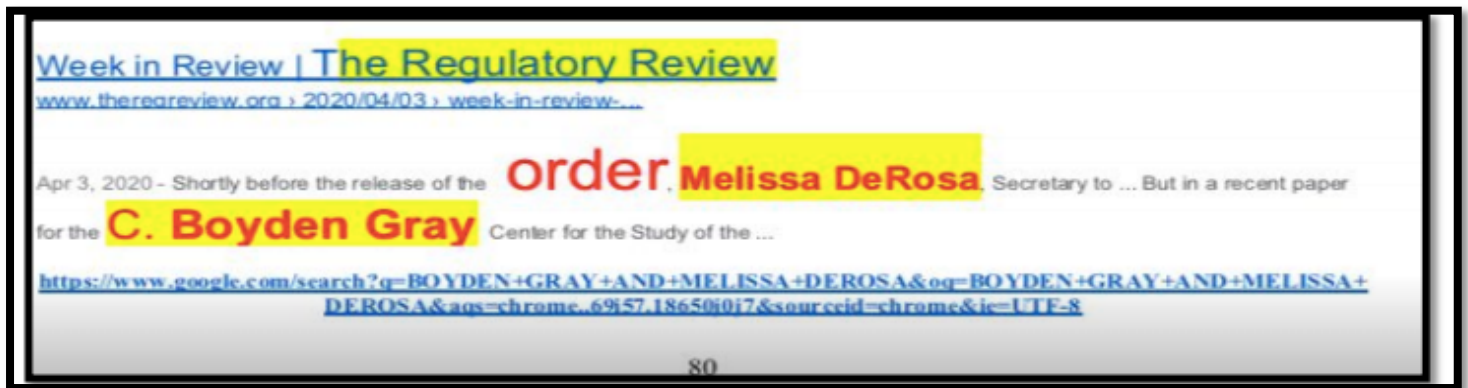 Week in Review | The Regulatory Review
www.theregreview.org › 2020/04/03 › week-in-review-...
Apr 3, 2020 - Shortly before the release of the order, Melissa DeRosa, Secretary to ... But in a recent paper
for the C. Boyden Gray Center for the Study of the ...
https://www.google.com/search?q=BOYDEN+GRAY+AND+MELISSA+DEROSA&oq=BOYDEN+GRAY+AND+MELISSA+
DEROSA&aqs=chrome..69i57.18650j0j7&sourceid=chrome&ie=UTF-8
80